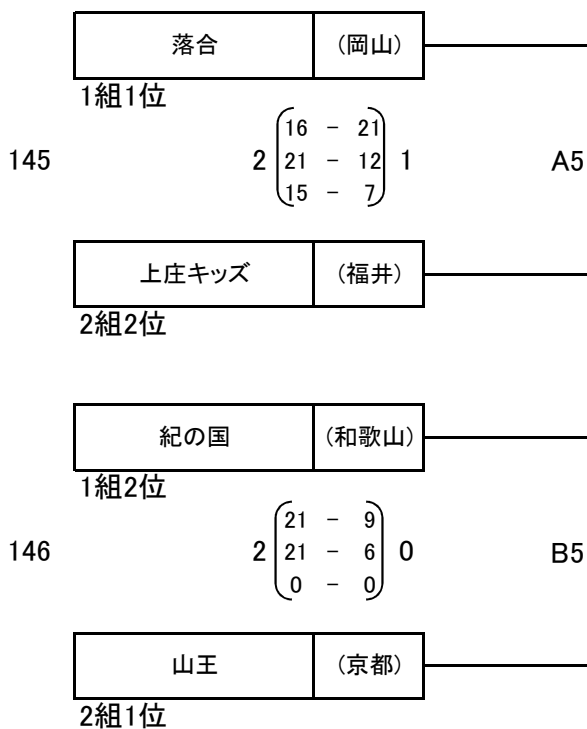 落合 (岡山)
1組1位
16 - 21
145 2 21 - 12 1 A5
15 - 7
上庄キッズ (福井)
2組2位
紀の国 (和歌山)
1組2位
21 - 9
146 2 21 - 6 0 B5
0 - 0
山王 (京都)
2組1位